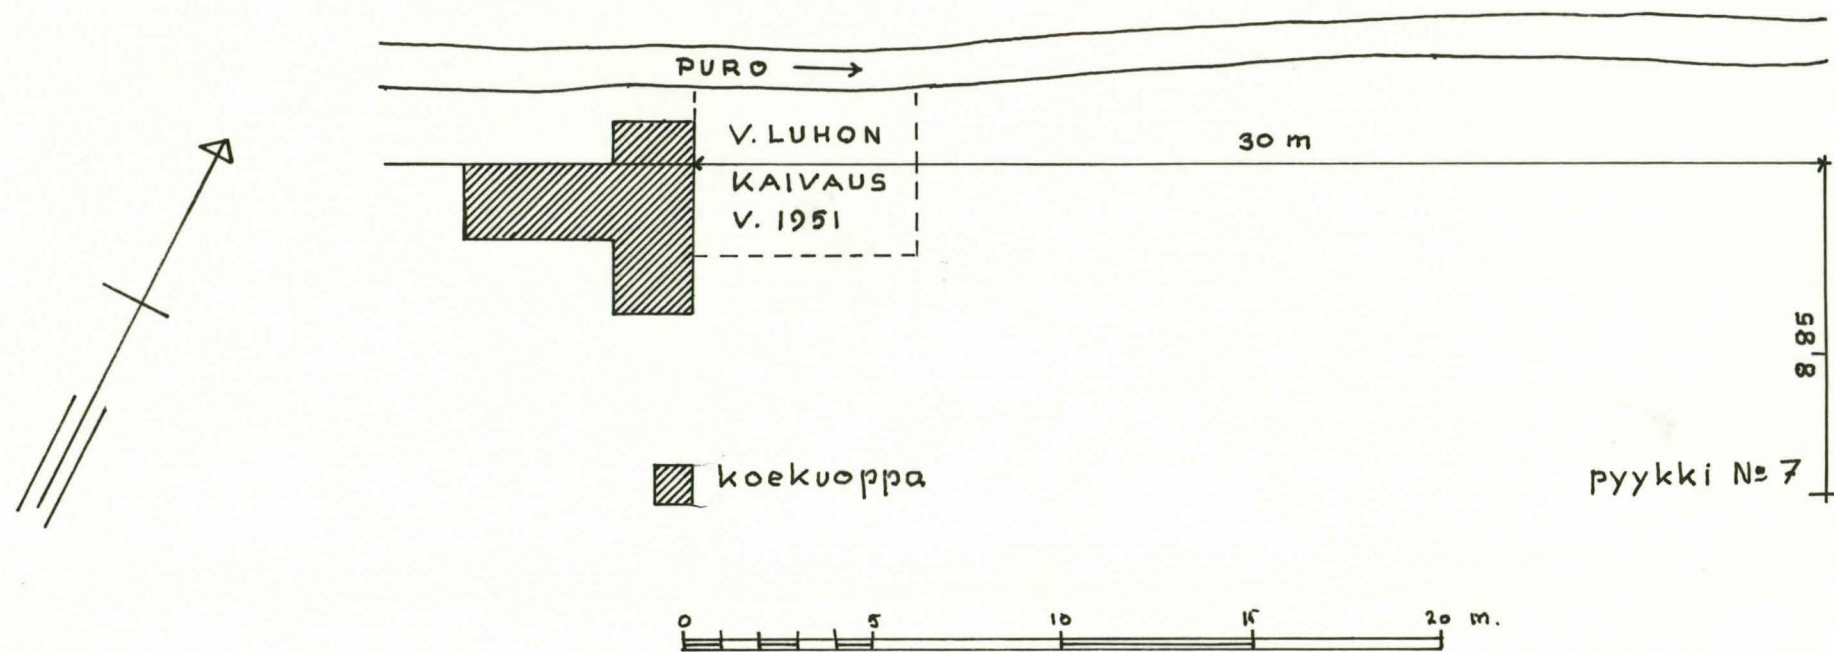 PURO
V. LUHON
KAIVAUS
V. 1951
30 m
8,85
koekuoppa
pyykki № 7
0 5 10 15 20 m.